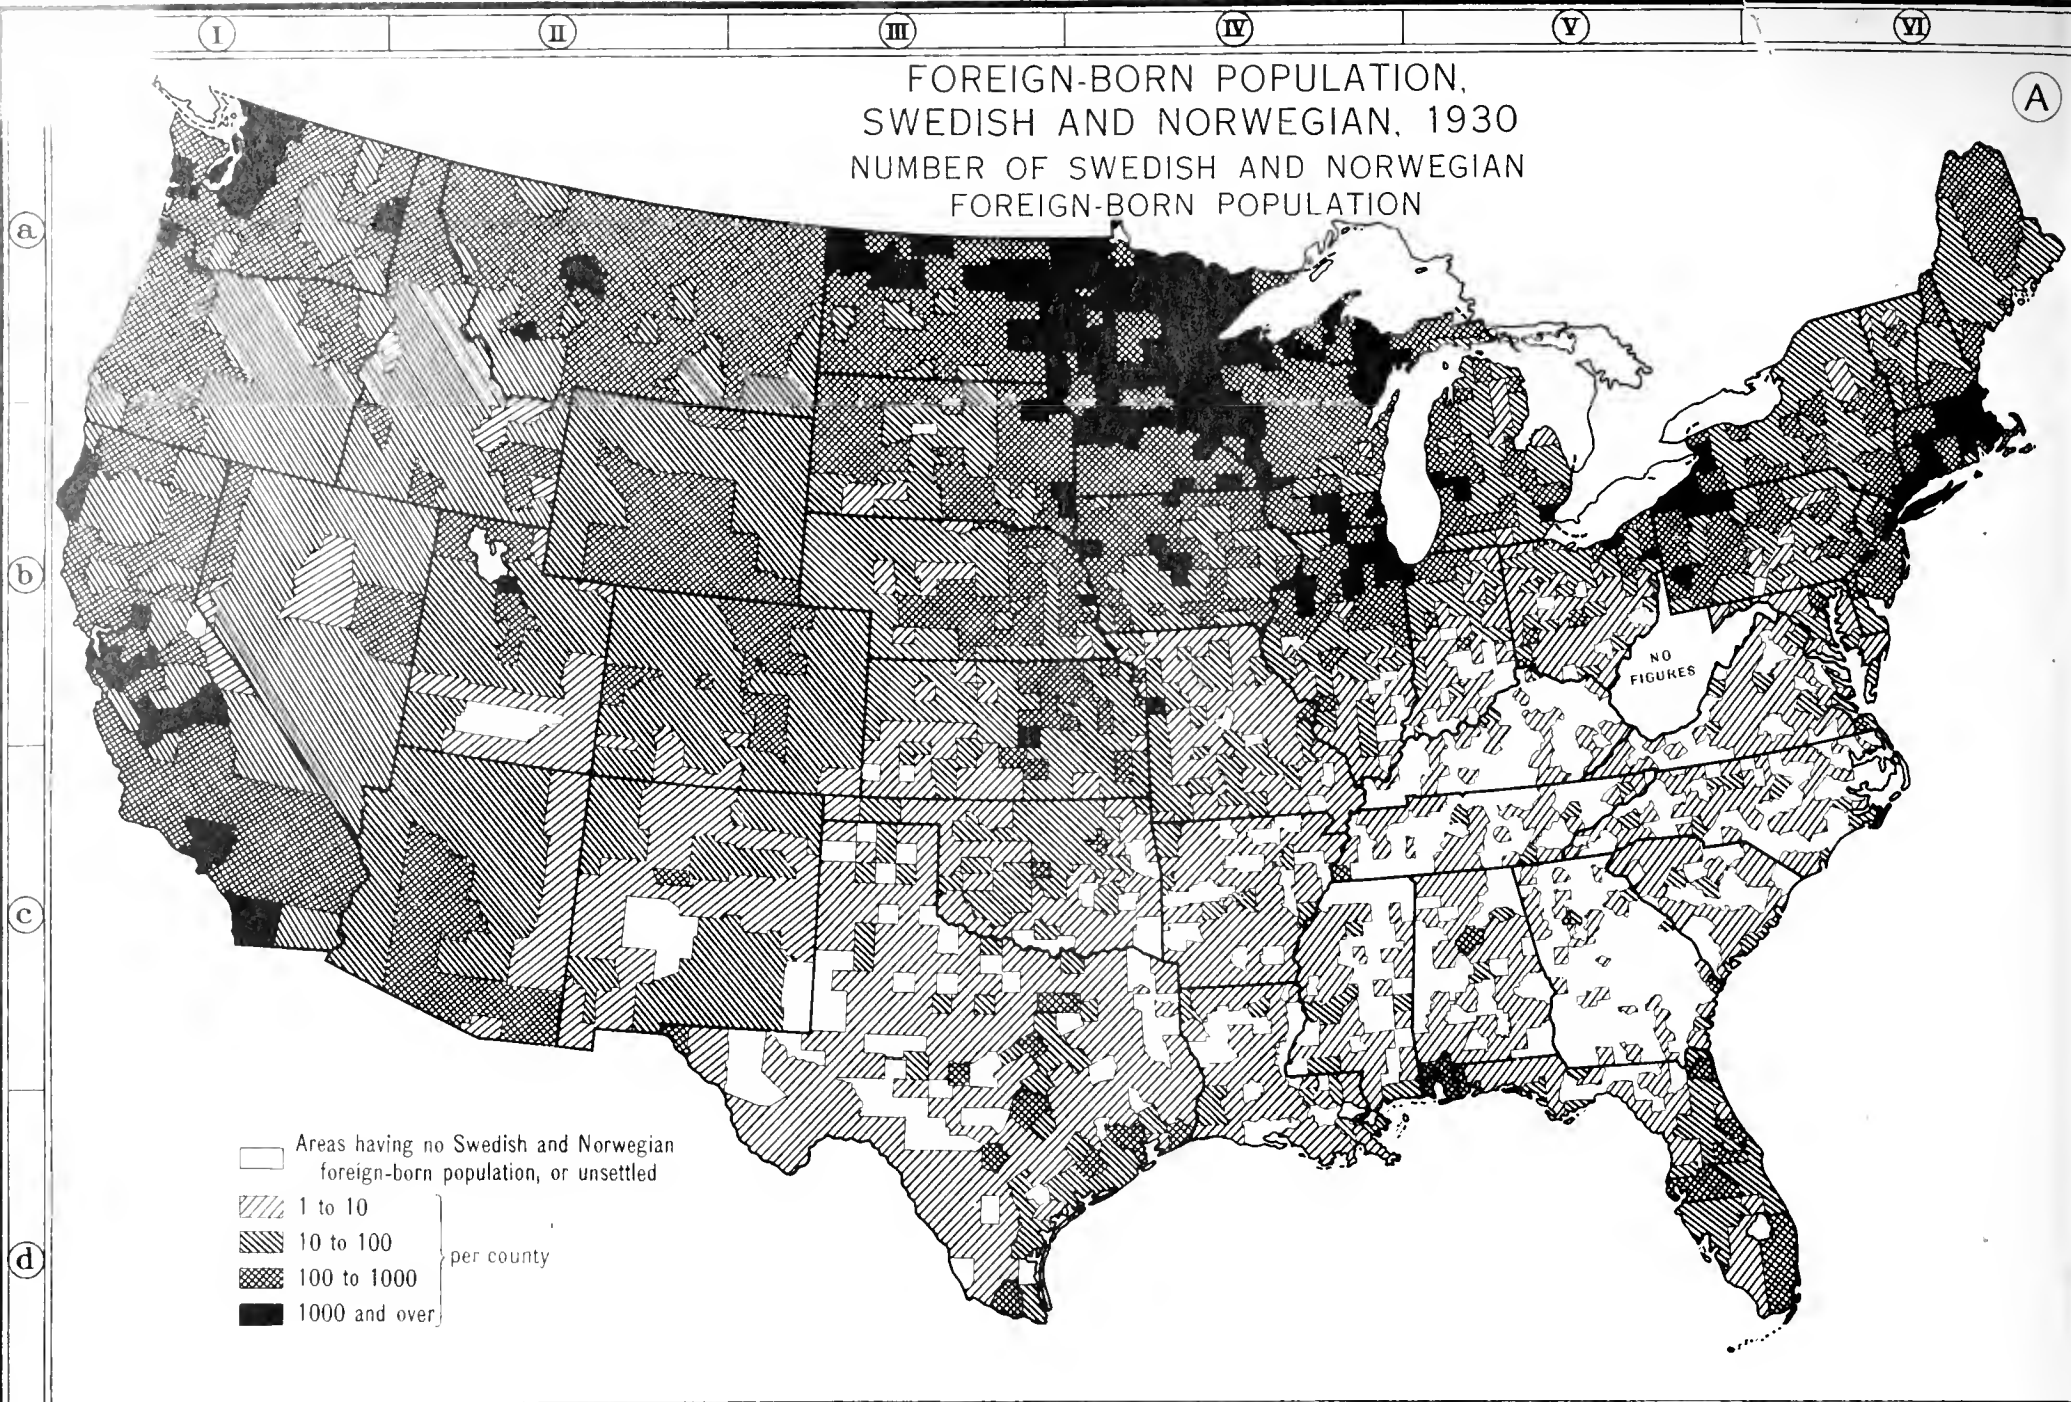 I II III IV V VI
FOREIGN-BORN POPULATION,
SWEDISH AND NORWEGIAN, 1930
NUMBER OF SWEDISH AND NORWEGIAN
FOREIGN-BORN POPULATION
A
a
b
c
d
NO
FIGURES
Areas having no Swedish and Norwegian
foreign-born population, or unsettled
1 to 10
10 to 100
per county
100 to 1000
1000 and over